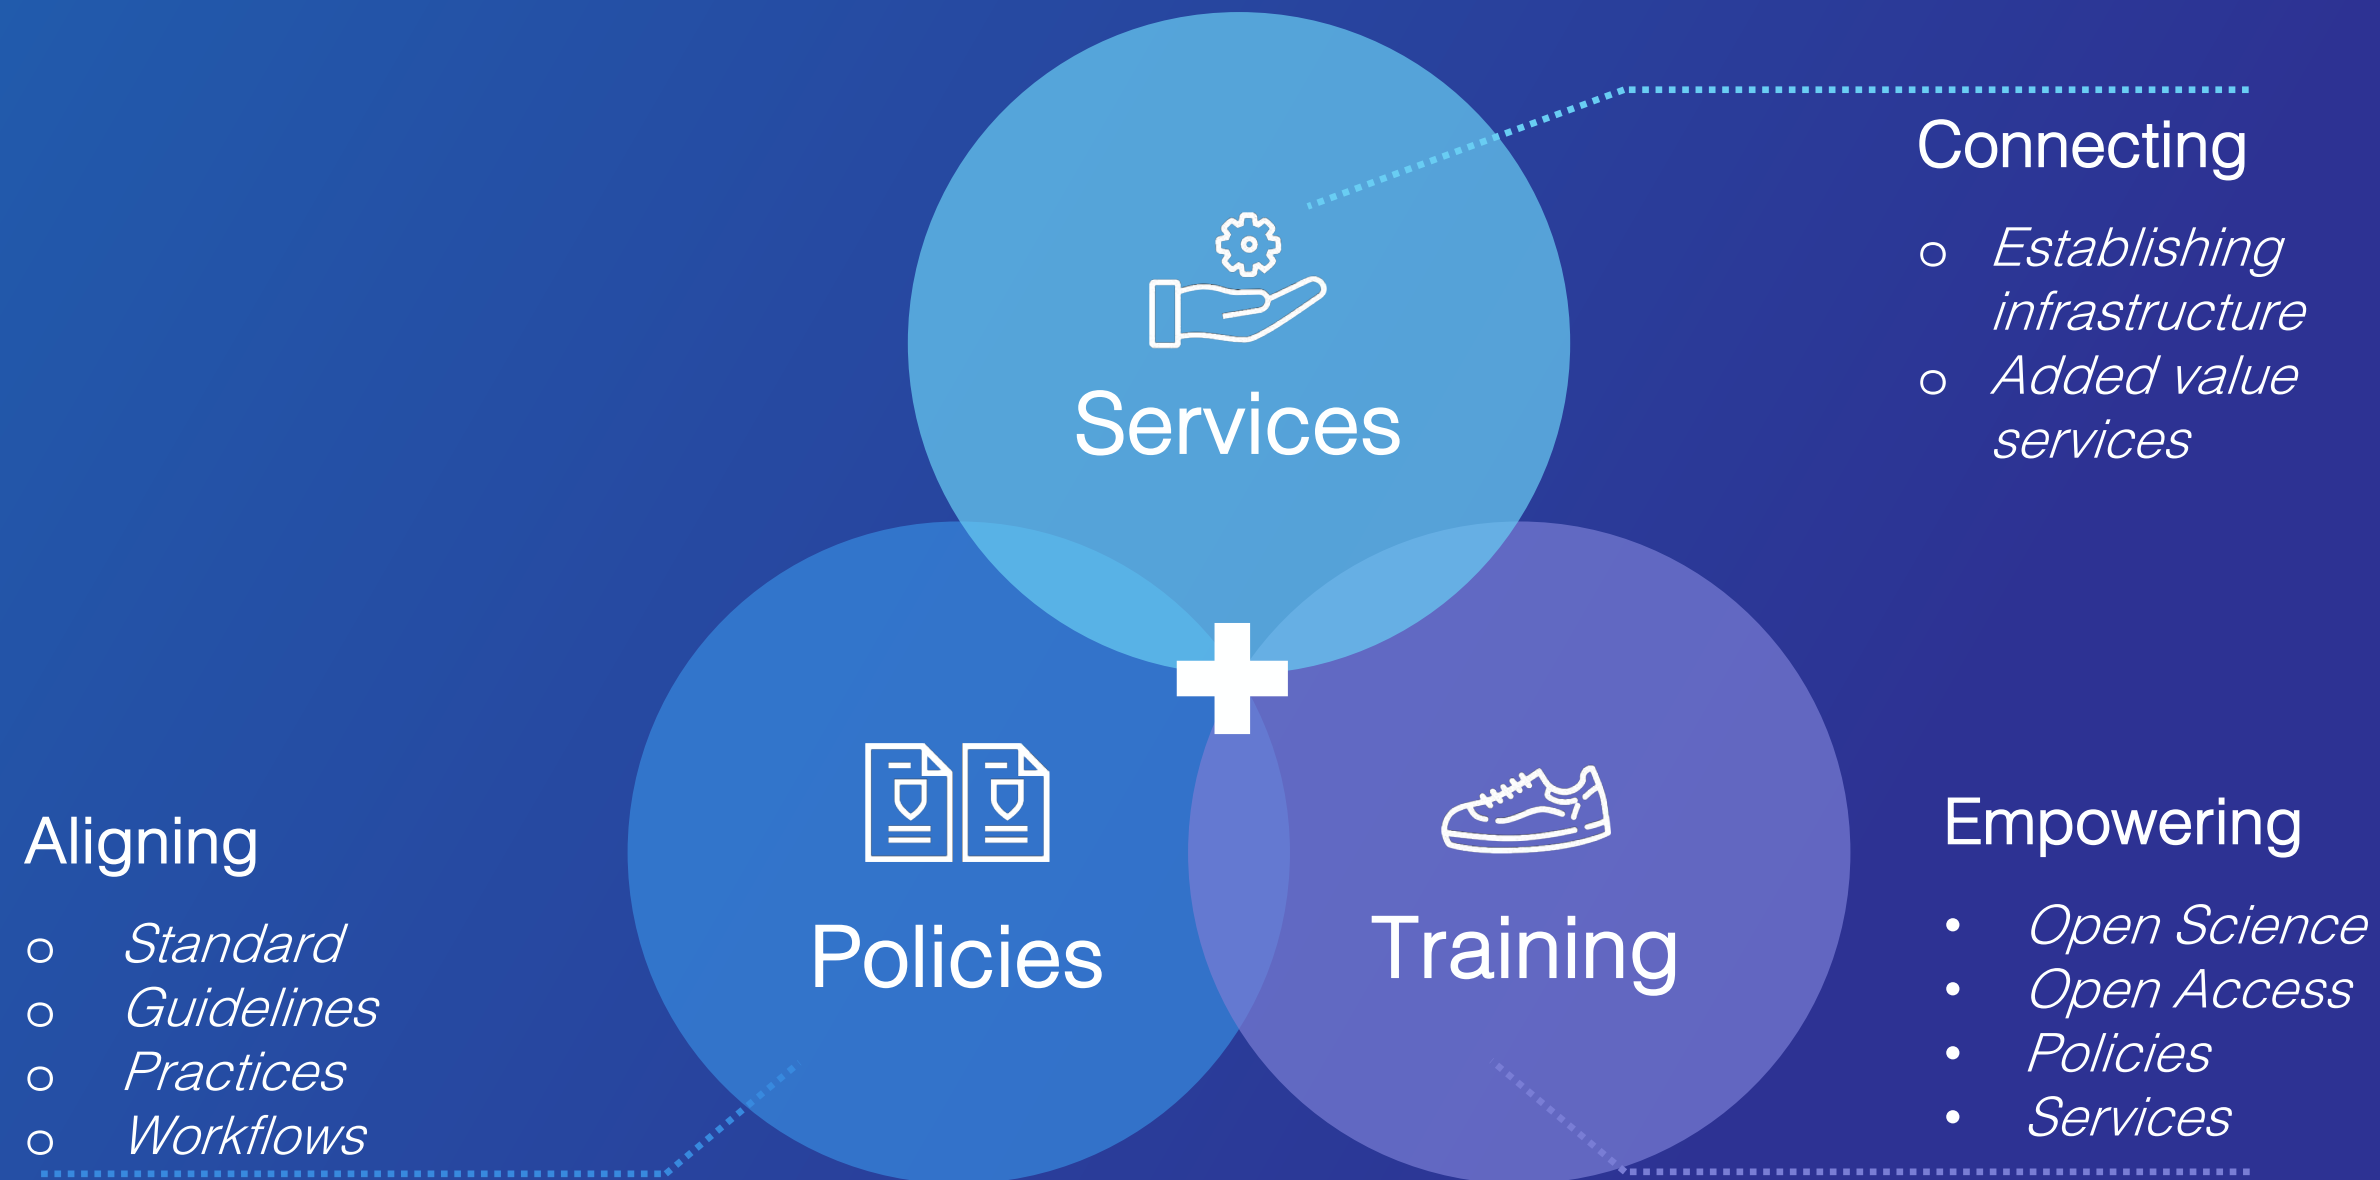 Connecting
○ Establishing
infrastructure
○ Added value
services
Services
Policies
Training
Aligning
○ Standard
○ Guidelines
○ Practices
○ Workflows
Empowering
• Open Science
• Open Access
• Policies
• Services